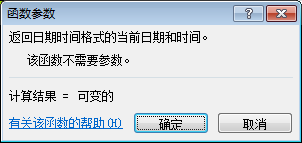 函数参数
返回日期时间格式的当前日期和时间。
该函数不需要参数。
计算结果 = 可变的
有关该函数的帮助(H)
确定
取消